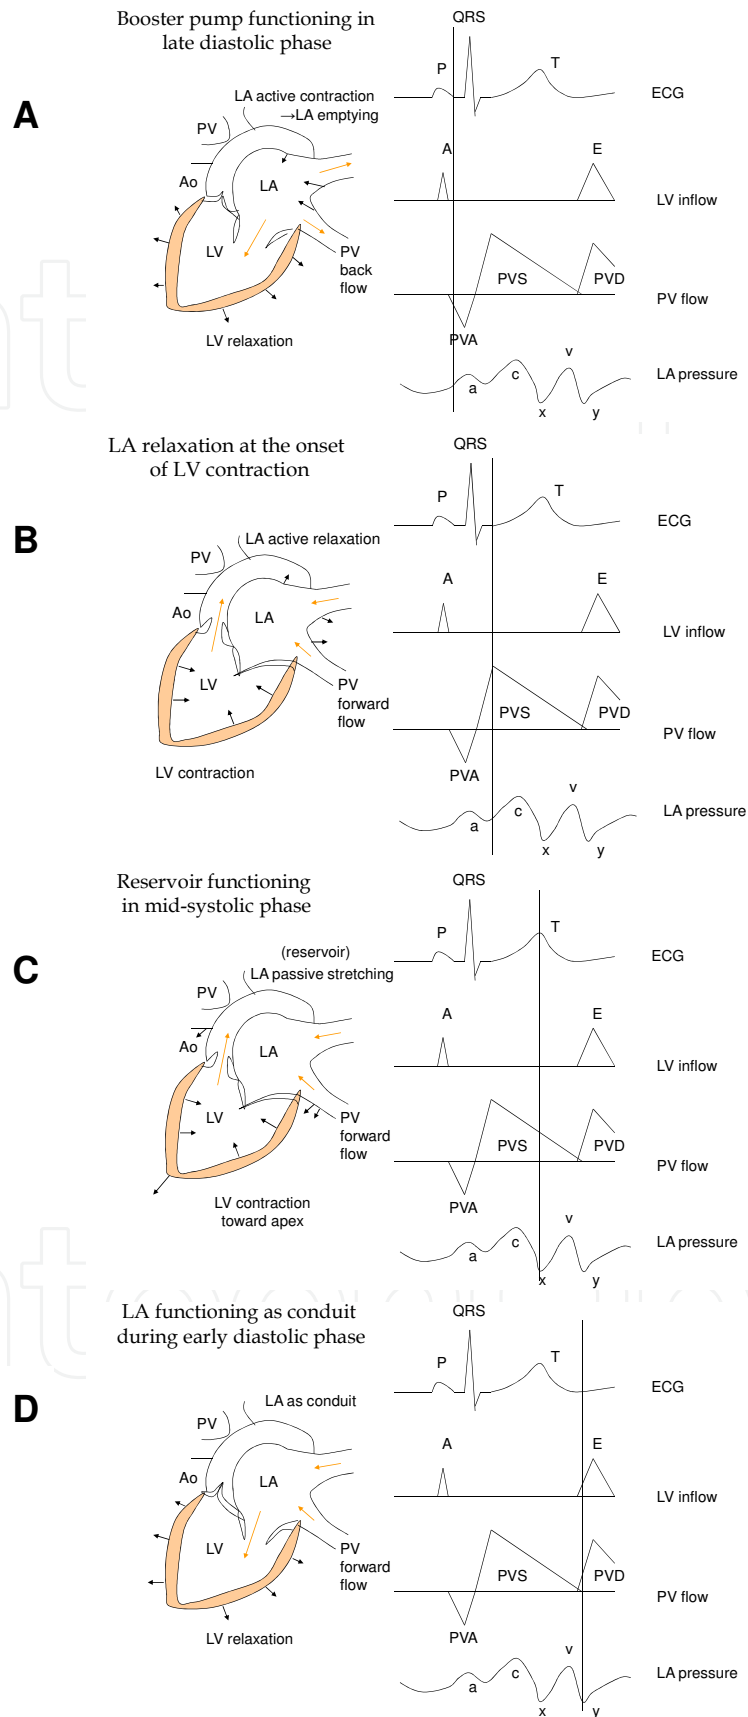 Booster pump functioning in
late diastolic phase
A
LA active contraction
→LA emptying
PV
Ao
LA
LV
PV
back
flow
LV relaxation
QRS
P
T
ECG
A
E
LV inflow
PVS
PVD
PV flow
PVA
a
c
x
v
y
LA pressure
LA relaxation at the onset
of LV contraction
B
LA active relaxation
PV
Ao
LA
LV
PV
forward
flow
LV contraction
QRS
P
T
ECG
A
E
LV inflow
PVS
PVD
PV flow
PVA
a
c
x
v
y
LA pressure
Reservoir functioning
in mid-systolic phase
C
(reservoir)
LA passive stretching
PV
Ao
LA
LV
PV
forward
flow
LV contraction
toward apex
QRS
P
T
ECG
A
E
LV inflow
PVS
PVD
PV flow
PVA
a
c
x
v
y
LA pressure
LA functioning as conduit
during early diastolic phase
D
LA as conduit
PV
Ao
LA
LV
PV
forward
flow
LV relaxation
QRS
P
T
ECG
A
E
LV inflow
PVS
PVD
PV flow
PVA
a
c
x
v
y
LA pressure